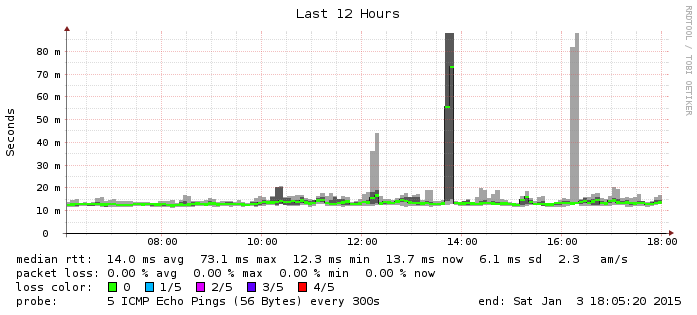 Last 12 Hours
RRDTOOL / TOBI OETIKER
Seconds
80 m
70 m
60 m
50 m
40 m
30 m
20 m
10 m
0
08:00 10:00 12:00 14:00 16:00 18:00
median rtt: 14.0 ms avg 73.1 ms max 12.3 ms min 13.7 ms now 6.1 ms sd 2.3 am/s
packet loss: 0.00 % avg 0.00 % max 0.00 % min 0.00 % now
loss color: 0 1/5 2/5 3/5 4/5
probe: 5 ICMP Echo Pings (56 Bytes) every 300s end: Sat Jan 3 18:05:20 2015